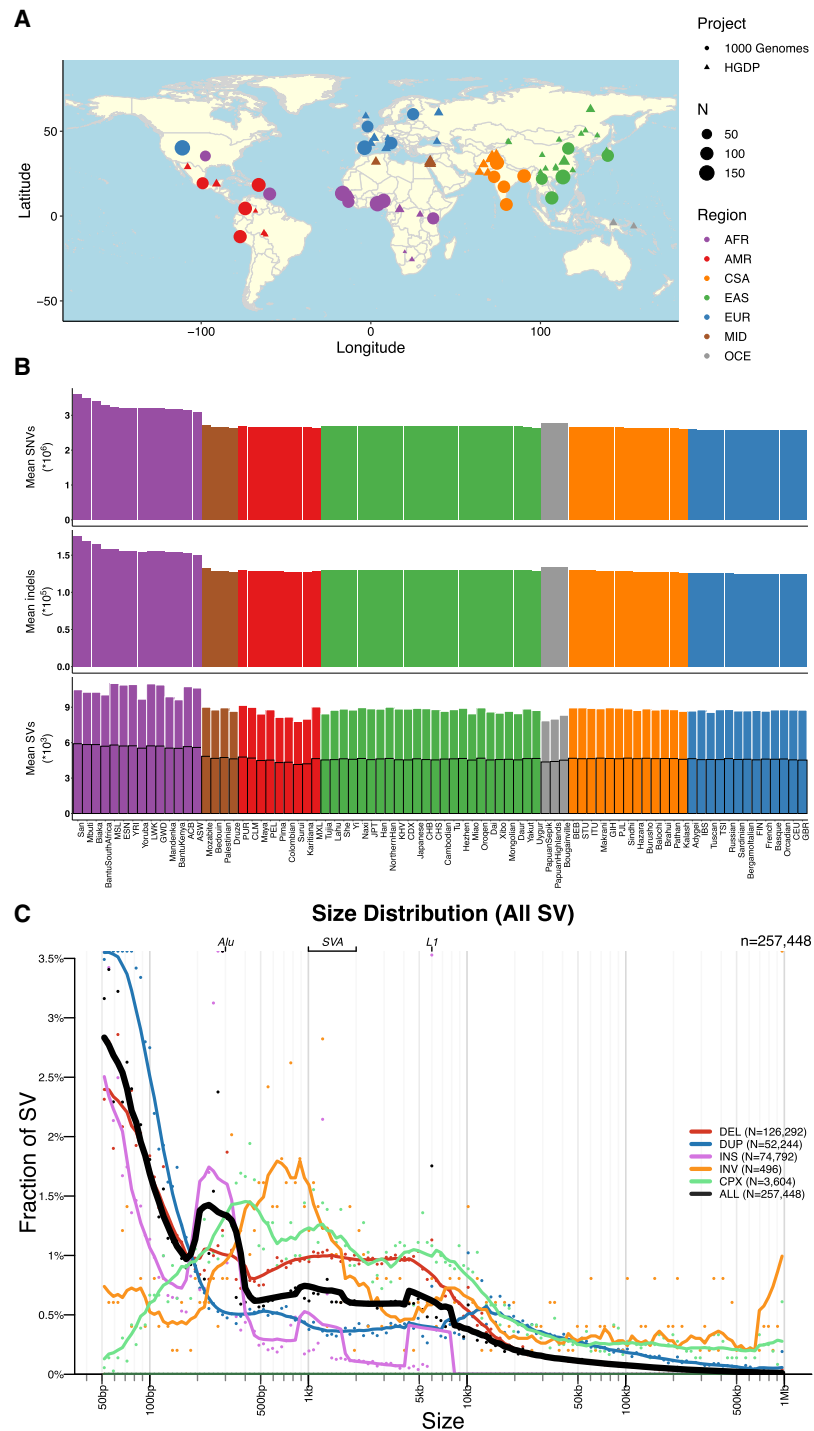 A
Project
1000 Genomes
HGDP
N
50
100
150
Region
AFR
AMR
CSA
EAS
EUR
MID
OCE
50
0
−50
Latitude
−100
0
100
Longitude
B
Mean SNVs
(*10⁶)
3
2
1
0
Mean indels
(*10⁵)
1.5
1.0
0.5
0.0
Mean SVs
(*10³)
9
6
3
0
San
Mbuti
Biaka
BantuSouthAfrica
MSL
ESN
YRI
Yoruba
LWK
GWD
Mandenka
BantuKenya
ACB
ASW
Mozabite
Bedouin
Palestinian
Druze
PUR
CLM
Maya
PEL
Pima
Colombian
Surui
Karitiana
MXL
Tujia
Lahu
She
Yi
Naxi
JPT
Han
NorthernHan
KHV
CDX
Japanese
CHB
CHS
Cambodian
Tu
Hezhen
Miao
Oroqen
Dai
Xibo
Mongolian
Daur
Yakut
Uygur
PapuanSepik
PapuanHighlands
Bougainville
BEB
STU
ITU
Makrani
GIH
PJL
Sindhi
Hazara
Burusho
Balochi
Brahui
Pathan
Kalash
Adygei
IBS
Tuscan
TSI
Russian
Sardinian
BergamoItalian
FIN
French
Basque
Orcadian
CEU
GBR
C
Size Distribution (All SV)
Alu
SVA
L1
n=257,448
3.5%
3%
2.5%
2%
1.5%
1%
0.5%
0%
Fraction of SV
DEL (N=126,292)
DUP (N=52,244)
INS (N=74,792)
INV (N=496)
CPX (N=3,604)
ALL (N=257,448)
50bp
100bp
500bp
1kb
5kb
10kb
50kb
100kb
500kb
1Mb
Size